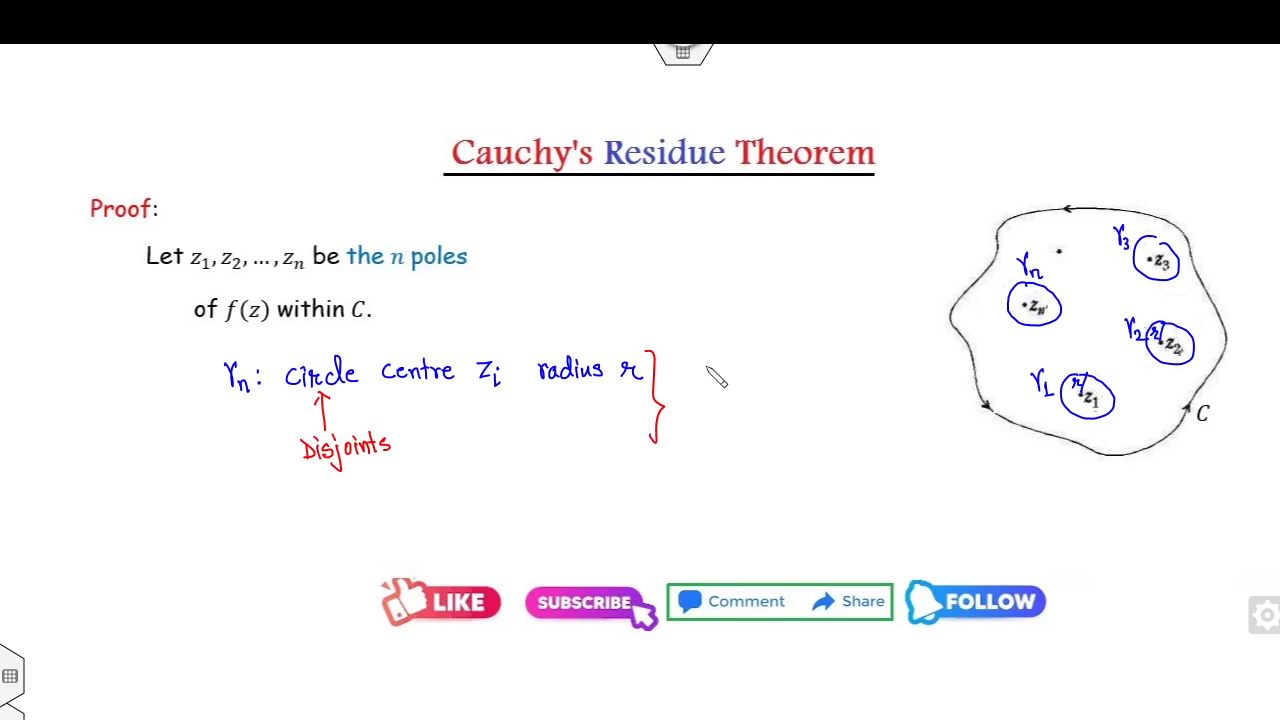 Cauchy's Residue Theorem
Proof:
Let z₁, z₂, ..., zₙ be the n poles
of f(z) within C.
γₙ : circle centre zᵢ radius r
Disjoints
γ₃
z₃
γₙ
zₙ
γ₂ r
z₂
γ₁ r
z₁
C
LIKE
SUBSCRIBE
Comment Share
FOLLOW